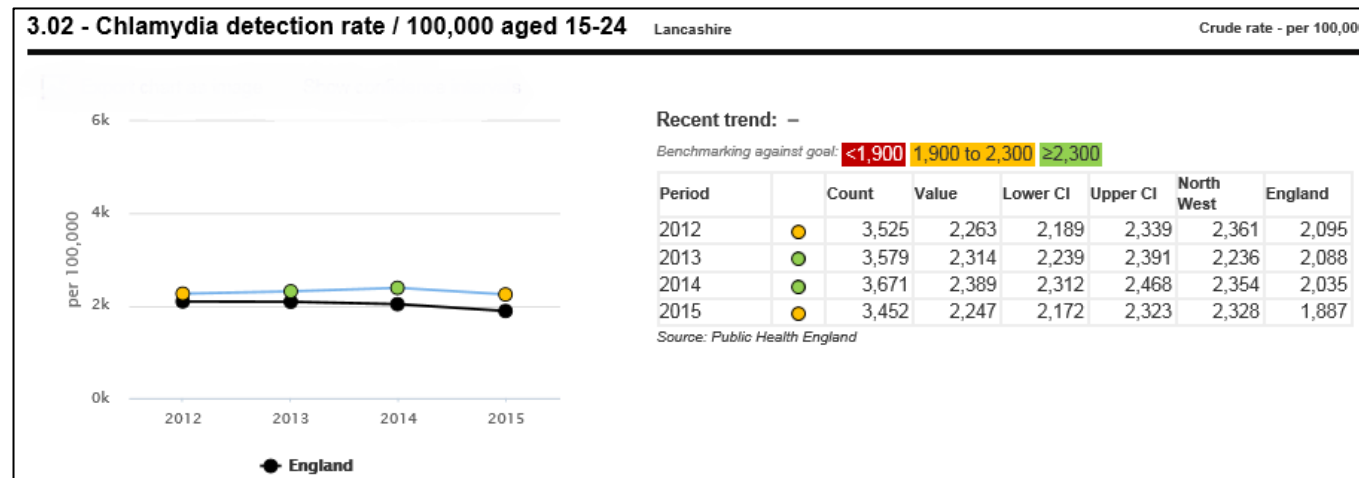 3.02 - Chlamydia detection rate / 100,000 aged 15-24 Lancashire Crude rate - per 100,000
6k
4k
2k
0k
per 100,000
2012 2013 2014 2015
England
Recent trend: –
Benchmarking against goal: <1,900 1,900 to 2,300 ≥2,300
Period Count Value Lower CI Upper CI North West England
2012 3,525 2,263 2,189 2,339 2,361 2,095
2013 3,579 2,314 2,239 2,391 2,236 2,088
2014 3,671 2,389 2,312 2,468 2,354 2,035
2015 3,452 2,247 2,172 2,323 2,328 1,887
Source: Public Health England